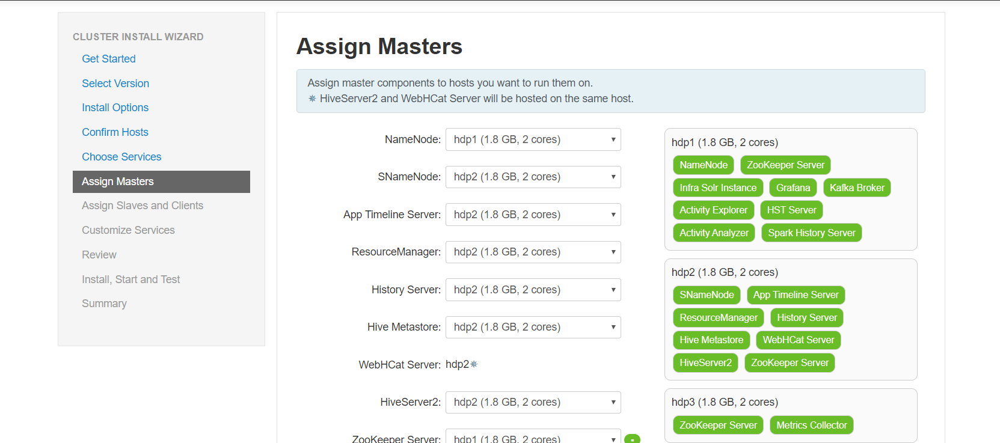 CLUSTER INSTALL WIZARD
Get Started
Select Version
Install Options
Confirm Hosts
Choose Services
Assign Masters
Assign Slaves and Clients
Customize Services
Review
Install, Start and Test
Summary
Assign Masters
Assign master components to hosts you want to run them on.
✵ HiveServer2 and WebHCat Server will be hosted on the same host.
NameNode: hdp1 (1.8 GB, 2 cores)
SNameNode: hdp2 (1.8 GB, 2 cores)
App Timeline Server: hdp2 (1.8 GB, 2 cores)
ResourceManager: hdp2 (1.8 GB, 2 cores)
History Server: hdp2 (1.8 GB, 2 cores)
Hive Metastore: hdp2 (1.8 GB, 2 cores)
WebHCat Server: hdp2✵
HiveServer2: hdp2 (1.8 GB, 2 cores)
ZooKeeper Server: hdp1 (1.8 GB, 2 cores)
hdp1 (1.8 GB, 2 cores)
NameNode ZooKeeper Server
Infra Solr Instance Grafana Kafka Broker
Activity Explorer HST Server
Activity Analyzer Spark History Server
hdp2 (1.8 GB, 2 cores)
SNameNode App Timeline Server
ResourceManager History Server
Hive Metastore WebHCat Server
HiveServer2 ZooKeeper Server
hdp3 (1.8 GB, 2 cores)
ZooKeeper Server Metrics Collector